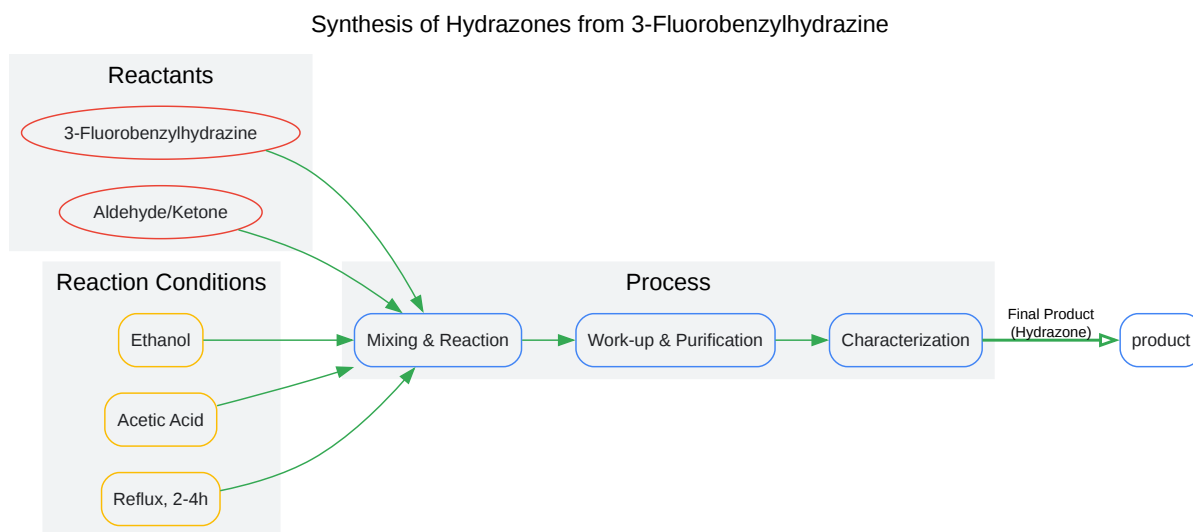 Synthesis of Hydrazones from 3-Fluorobenzylhydrazine
Reactants
3-Fluorobenzylhydrazine
Aldehyde/Ketone
Reaction Conditions
Ethanol
Acetic Acid
Reflux, 2-4h
Process
Mixing & Reaction
Work-up & Purification
Characterization
Final Product
(Hydrazone)
product